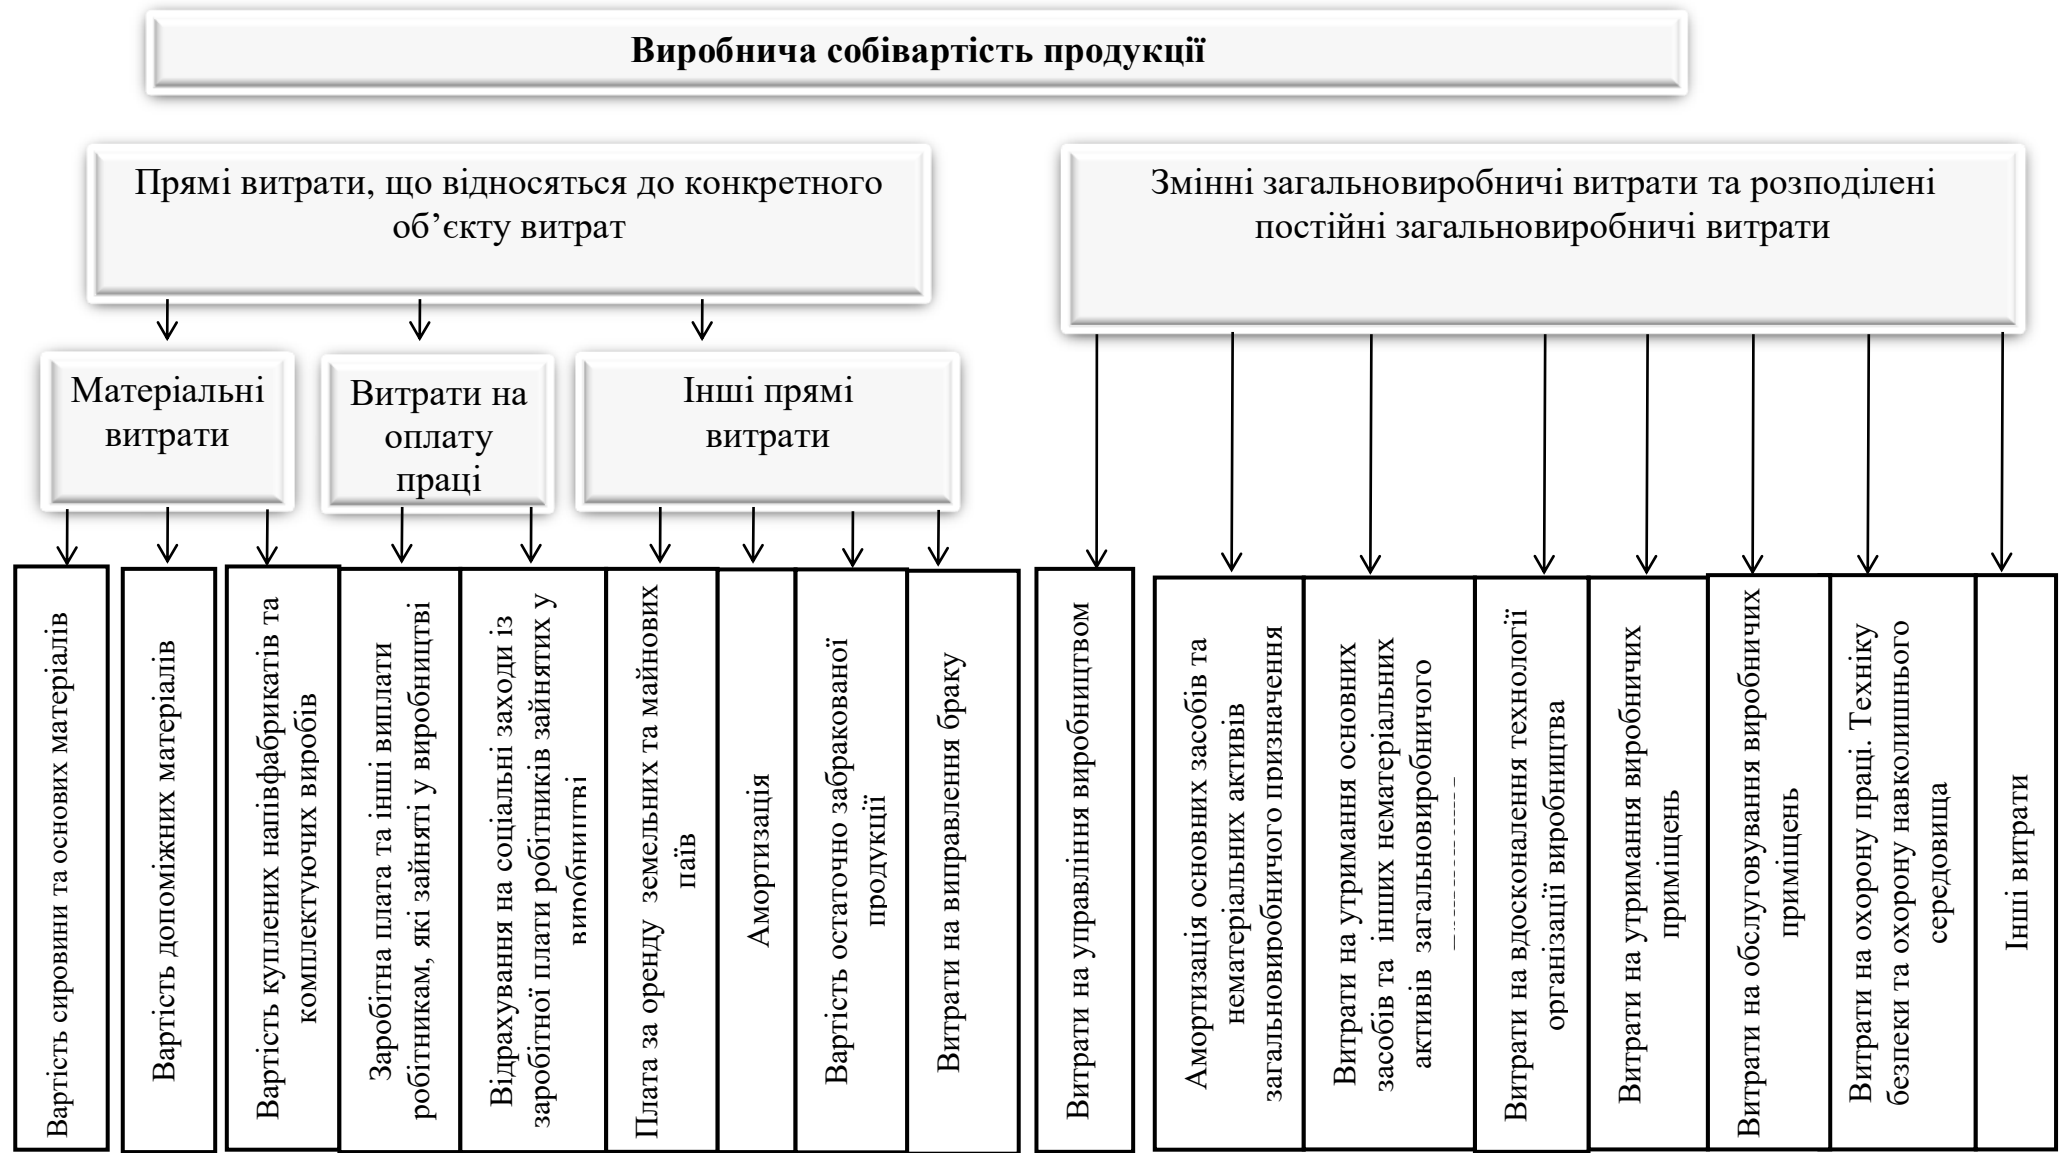 Виробнича собівартість продукції
Прямі витрати, що відносяться до конкретного
об’єкту витрат
Змінні загальновиробничі витрати та розподілені
постійні загальновиробничі витрати
Матеріальні
витрати
Витрати на
оплату
праці
Інші прямі
витрати
Вартість сировини та основих матеріалів
Вартість допоміжних матеріалів
Вартість куплених напівфабрикатів та
комплектуючих виробів
Заробітна плата та інші виплати
робітникам, які зайняті у виробництві
Відрахування на соціальні заходи із
заробітної плати робітників зайнятих у
виробництві
Плата за оренду земельних та майнових
паїв
Амортизація
Вартість остаточно забракованої
продукції
Витрати на виправлення браку
Витрати на управління виробництвом
Амортизація основних засобів та
нематеріальних активів
загальновиробничого призначення
Витрати на утримання основних
засобів та інших нематеріальних
активів загальновиробничого
Витрати на вдосконалення технології
організації виробництва
Витрати на утримання виробничих
приміщень
Витрати на обслуговування виробничих
приміщень
Витрати на охорону праці. Техніку
безпеки та охорону навколишнього
середовища
Інші витрати